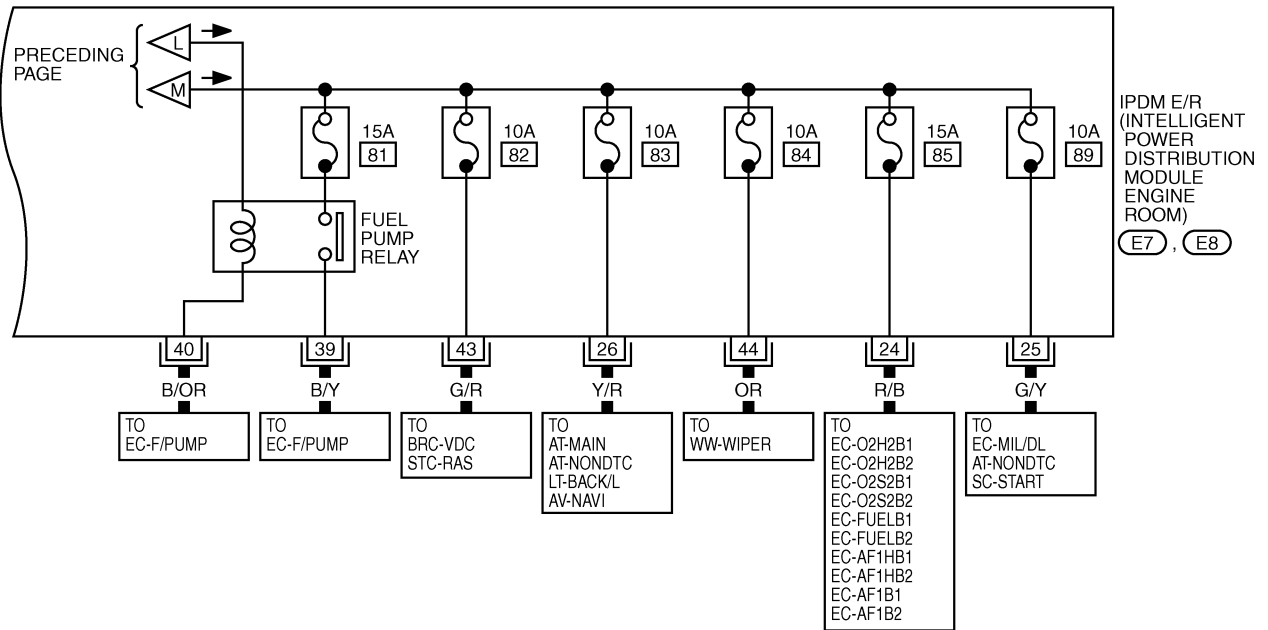 PRECEDING
PAGE
L
M
15A
81
10A
82
10A
83
10A
84
15A
85
10A
89
IPDM E/R
(INTELLIGENT
POWER
DISTRIBUTION
MODULE
ENGINE
ROOM)
E7 , E8
FUEL
PUMP
RELAY
40
39
43
26
44
24
25
B/OR
B/Y
G/R
Y/R
OR
R/B
G/Y
TO
EC-F/PUMP
TO
EC-F/PUMP
TO
BRC-VDC
STC-RAS
TO
AT-MAIN
AT-NONDTC
LT-BACK/L
AV-NAVI
TO
WW-WIPER
TO
EC-O2H2B1
EC-O2H2B2
EC-O2S2B1
EC-O2S2B2
EC-FUELB1
EC-FUELB2
EC-AF1HB1
EC-AF1HB2
EC-AF1B1
EC-AF1B2
TO
EC-MIL/DL
AT-NONDTC
SC-START